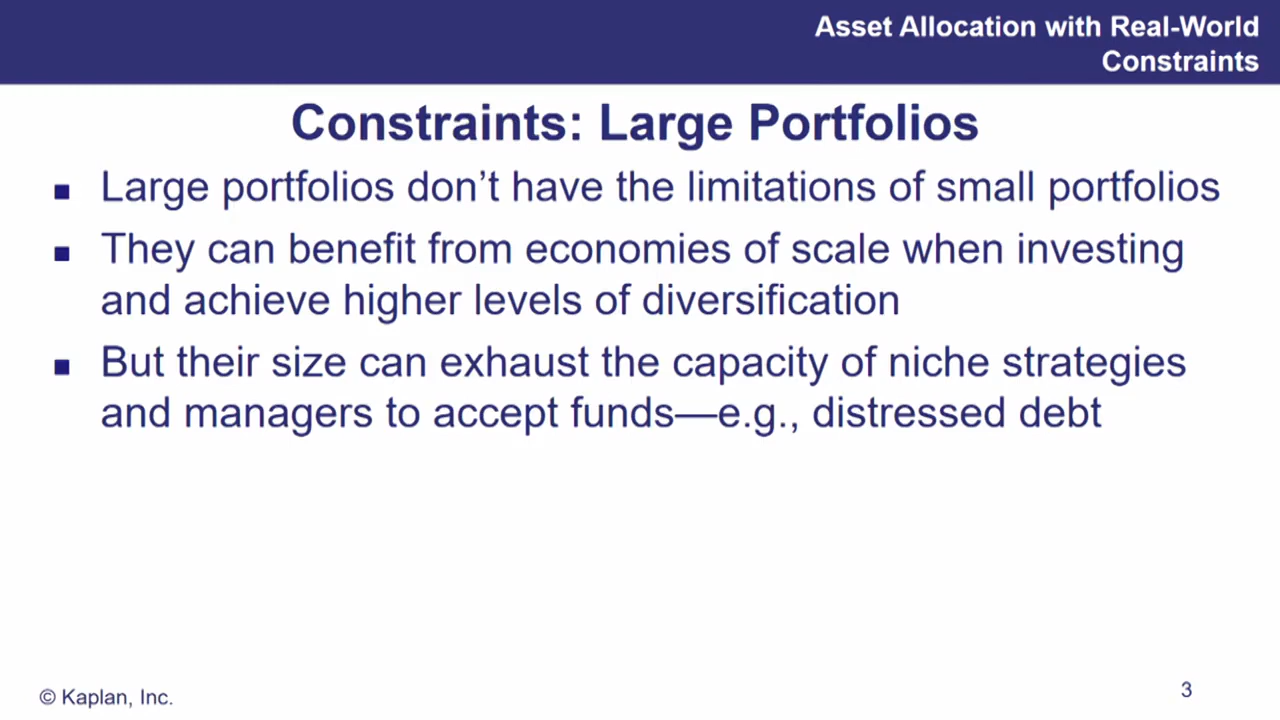 Asset Allocation with Real-World
Constraints
Constraints: Large Portfolios
Large portfolios don’t have the limitations of small portfolios
They can benefit from economies of scale when investing
and achieve higher levels of diversification
But their size can exhaust the capacity of niche strategies
and managers to accept funds—e.g., distressed debt
© Kaplan, Inc.
3